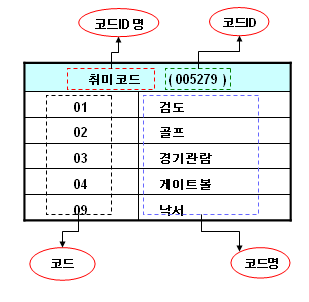 코드ID 명 코드ID
취미 코드 ( 005279 )
01 검도
02 골프
03 경기관람
04 게이트볼
09 낙서
코드 코드명